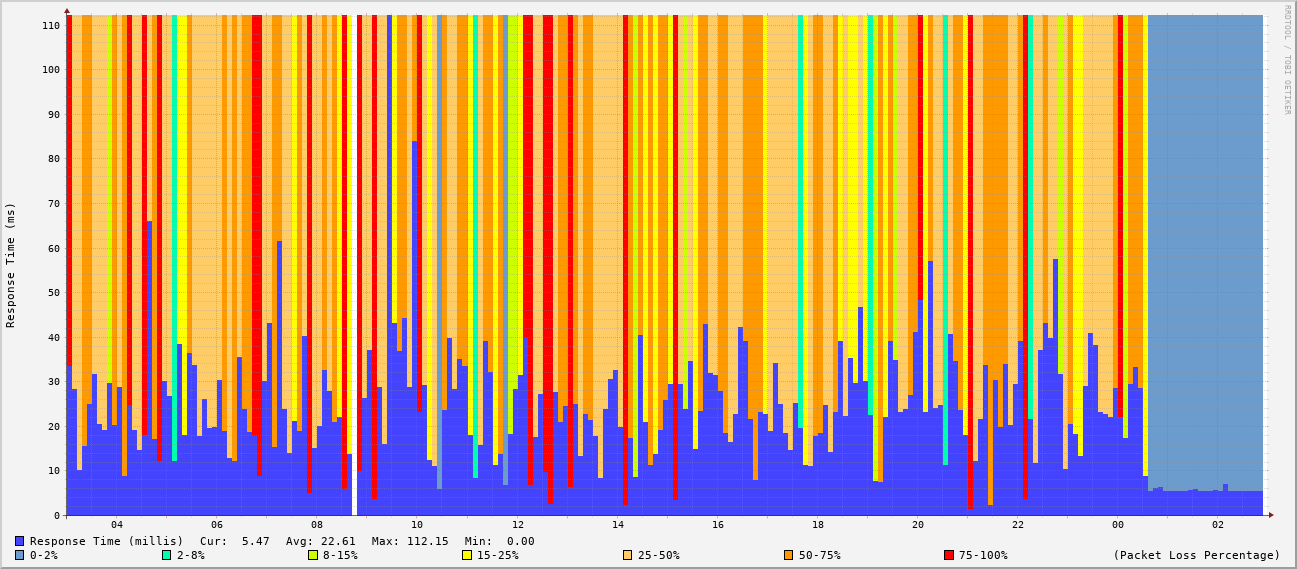 RRDTOOL / TOBI OETIKER
Response Time (ms)
110
100
90
80
70
60
50
40
30
20
10
0
04 06 08 10 12 14 16 18 20 22 00 02
Response Time (millis) Cur: 5.47 Avg: 22.61 Max: 112.15 Min: 0.00
0-2% 2-8% 8-15% 15-25% 25-50% 50-75% 75-100% (Packet Loss Percentage)